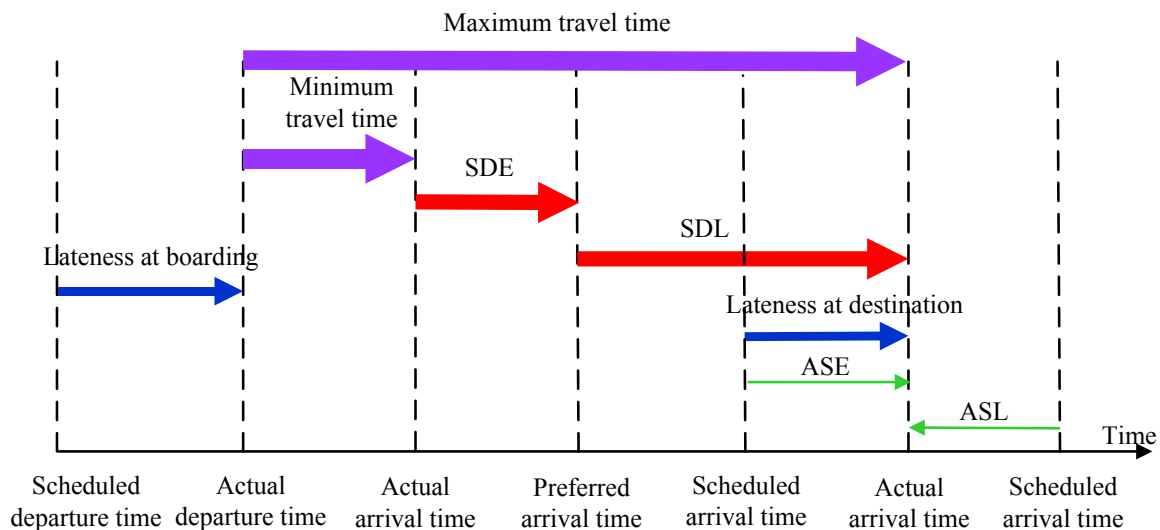 Maximum travel time
Minimum
travel time
SDE
SDL
Lateness at boarding
Lateness at destination
ASE
ASL
Time
Scheduled
departure time
Actual
departure time
Actual
arrival time
Preferred
arrival time
Scheduled
arrival time
Actual
arrival time
Scheduled
arrival time